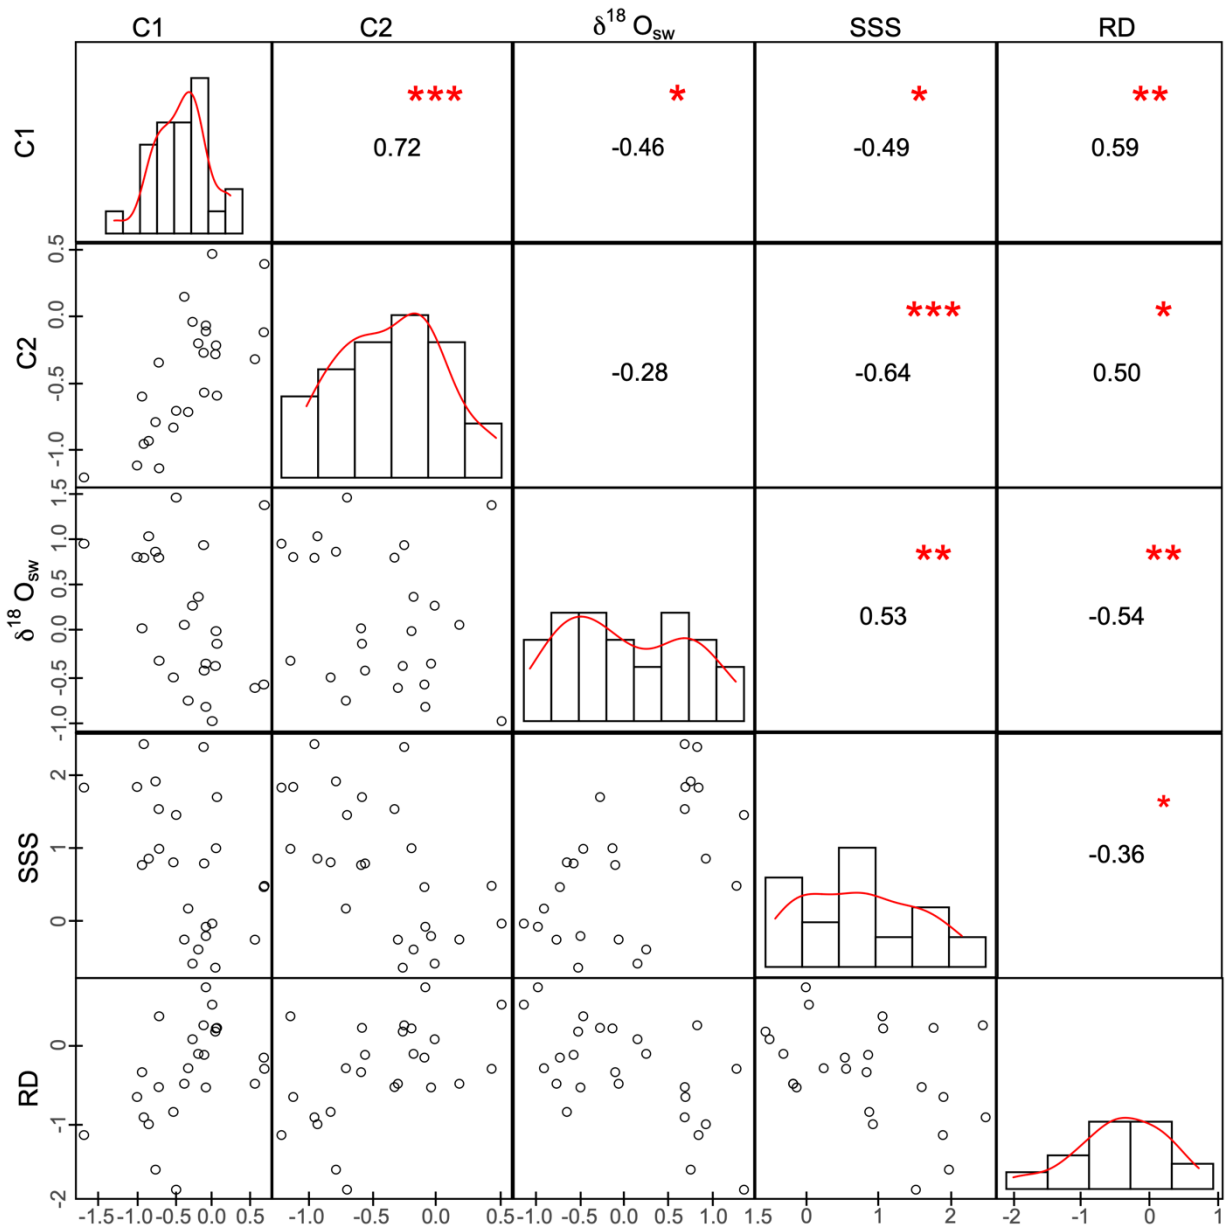 C1 C2 δ¹⁸ Osw SSS RD
C1 *** * * **
0.72 -0.46 -0.49 0.59
C2 0.5 0.0 -0.5 -1.0 *** *
-0.28 -0.64 0.50
δ¹⁸ Osw 1.5 1.0 0.5 0.0 -0.5 -1.0 ** **
0.53 -0.54
SSS 2 1 0 *
-0.36
RD 0 -1 -2
-1.5 -1.0 -0.5 0.0 0.5 -1.0 -0.5 0.0 0.5 -1.0 -0.5 0.0 0.5 1.0 1.5 0 1 2 -2 -1 0 1